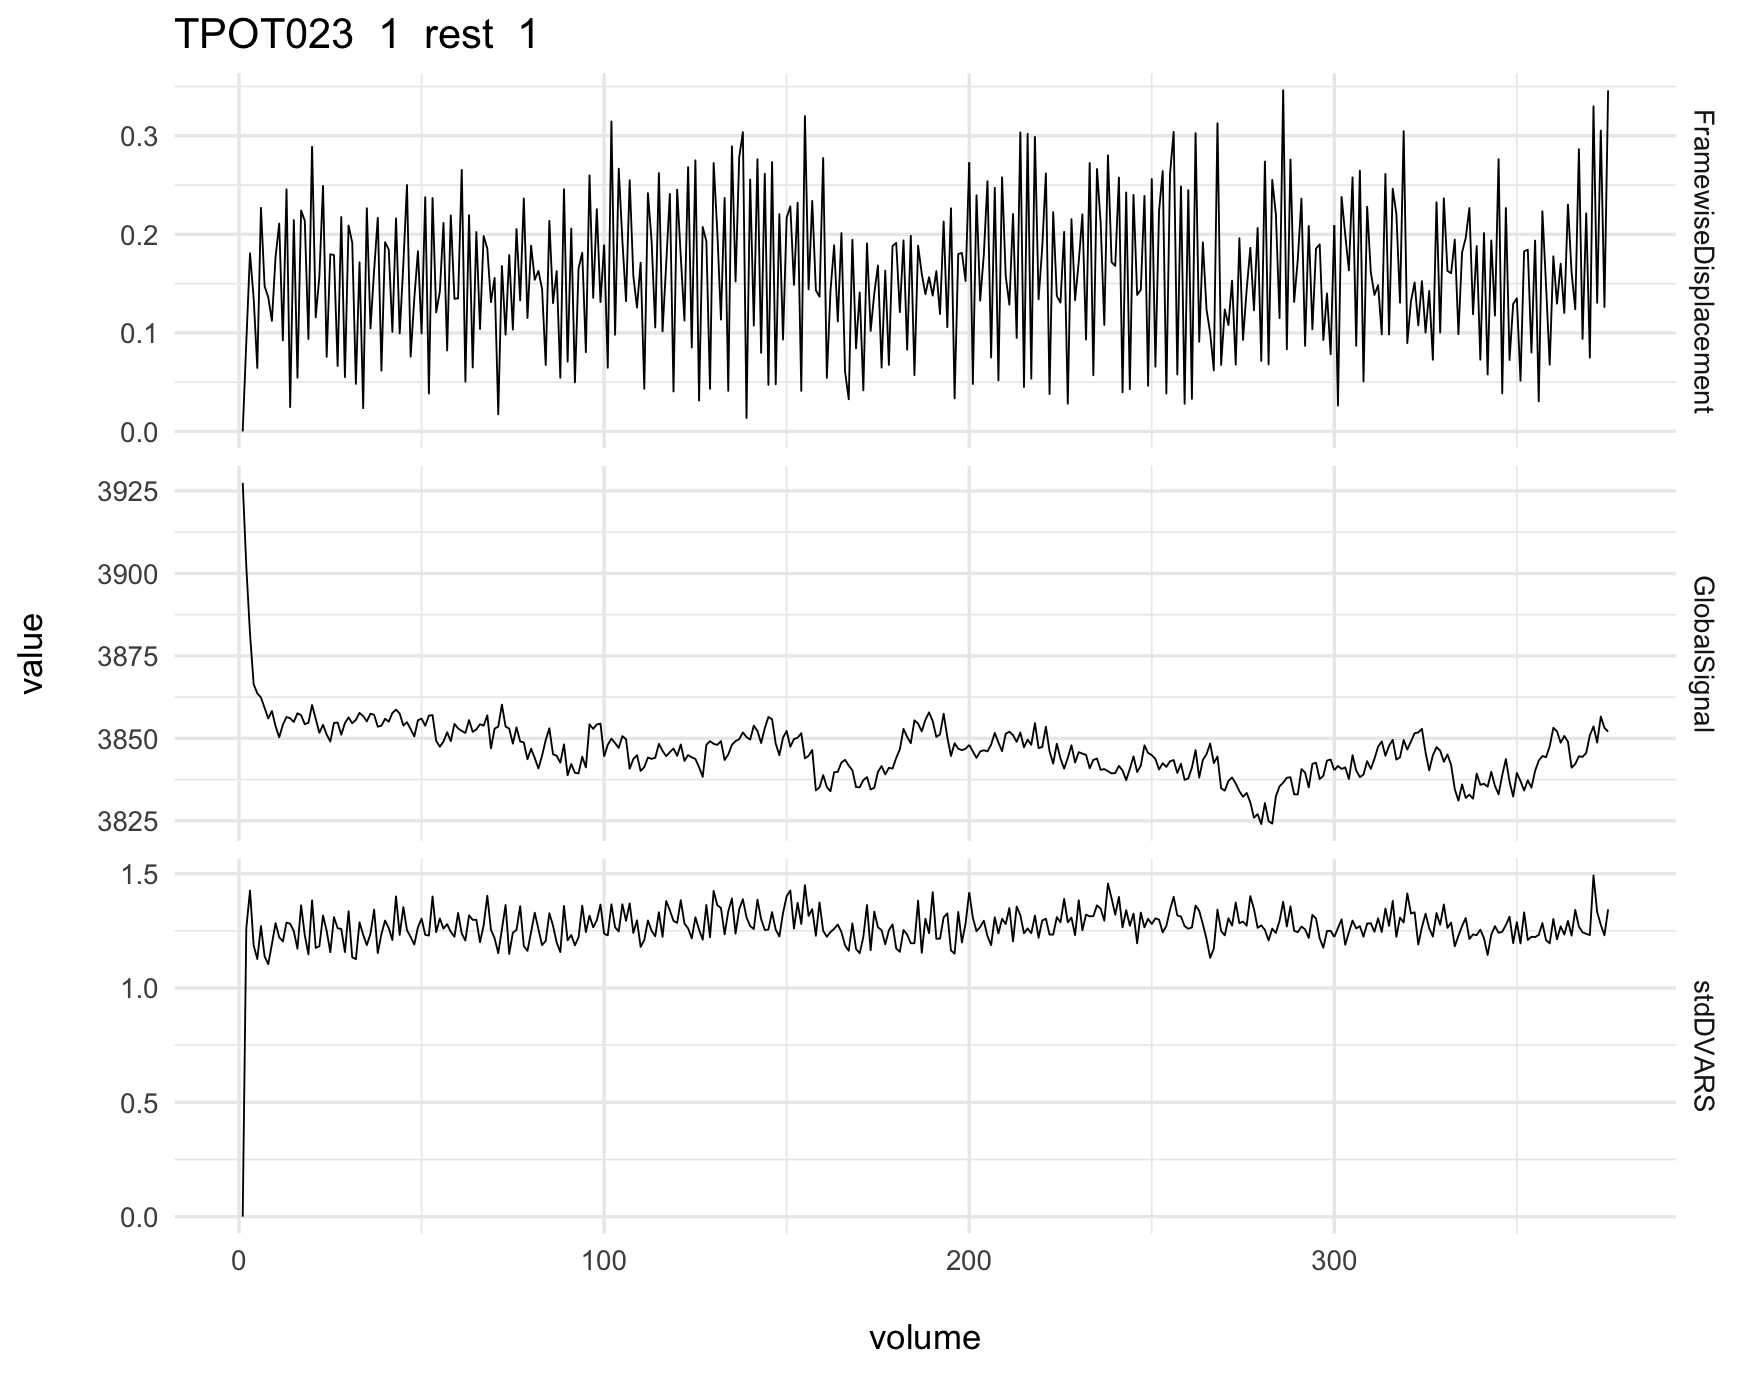 TPOT023 1 rest 1
0.3
0.2
0.1
0.0
FramewiseDisplacement
3925
3900
3875
3850
3825
GlobalSignal
value
1.5
1.0
0.5
0.0
stdDVARS
0 100 200 300
volume